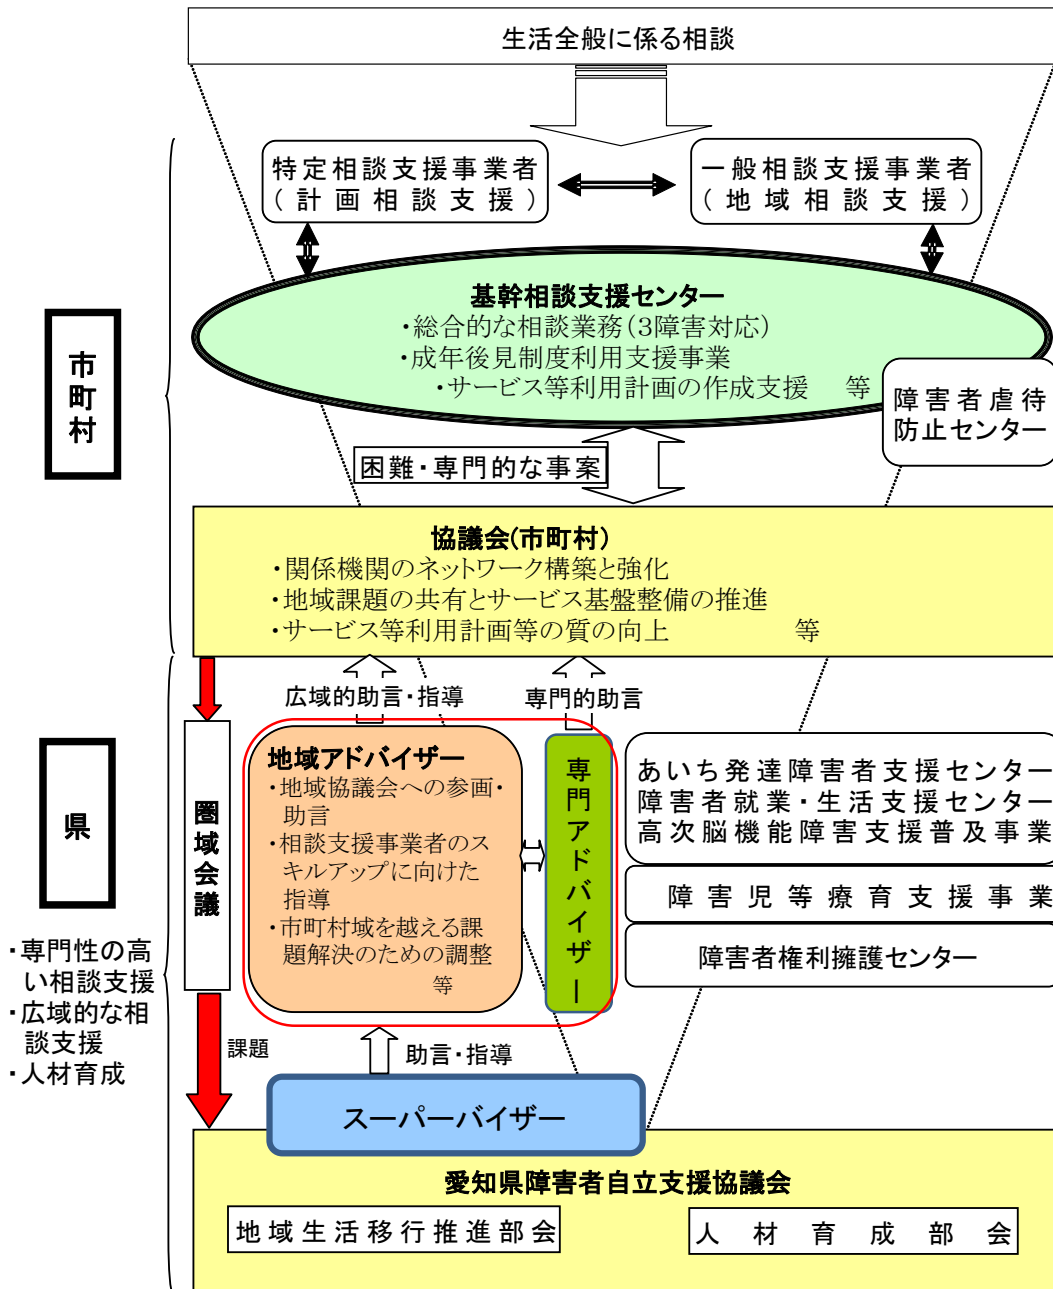 生活全般に係る相談
特定相談支援事業者
(計画相談支援)
一般相談支援事業者
(地域相談支援)
基幹相談支援センター
・総合的な相談業務(3障害対応)
・成年後見制度利用支援事業
・サービス等利用計画の作成支援 等
障害者虐待
防止センター
市町村
困難・専門的な事案
協議会(市町村)
・関係機関のネットワーク構築と強化
・地域課題の共有とサービス基盤整備の推進
・サービス等利用計画等の質の向上 等
広域的助言・指導
専門的助言
県
・専門性の高
い相談支援
・広域的な相
談支援
・人材育成
圏域会議
地域アドバイザー
・地域協議会への参画・
助言
・相談支援事業者のス
キルアップに向けた
指導
・市町村域を越える課
題解決のための調整
等
専門アドバイザー
あいち発達障害者支援センター
障害者就業・生活支援センター
高次脳機能障害支援普及事業
障害児等療育支援事業
障害者権利擁護センター
課題
助言・指導
スーパーバイザー
愛知県障害者自立支援協議会
地域生活移行推進部会
人材育成部会